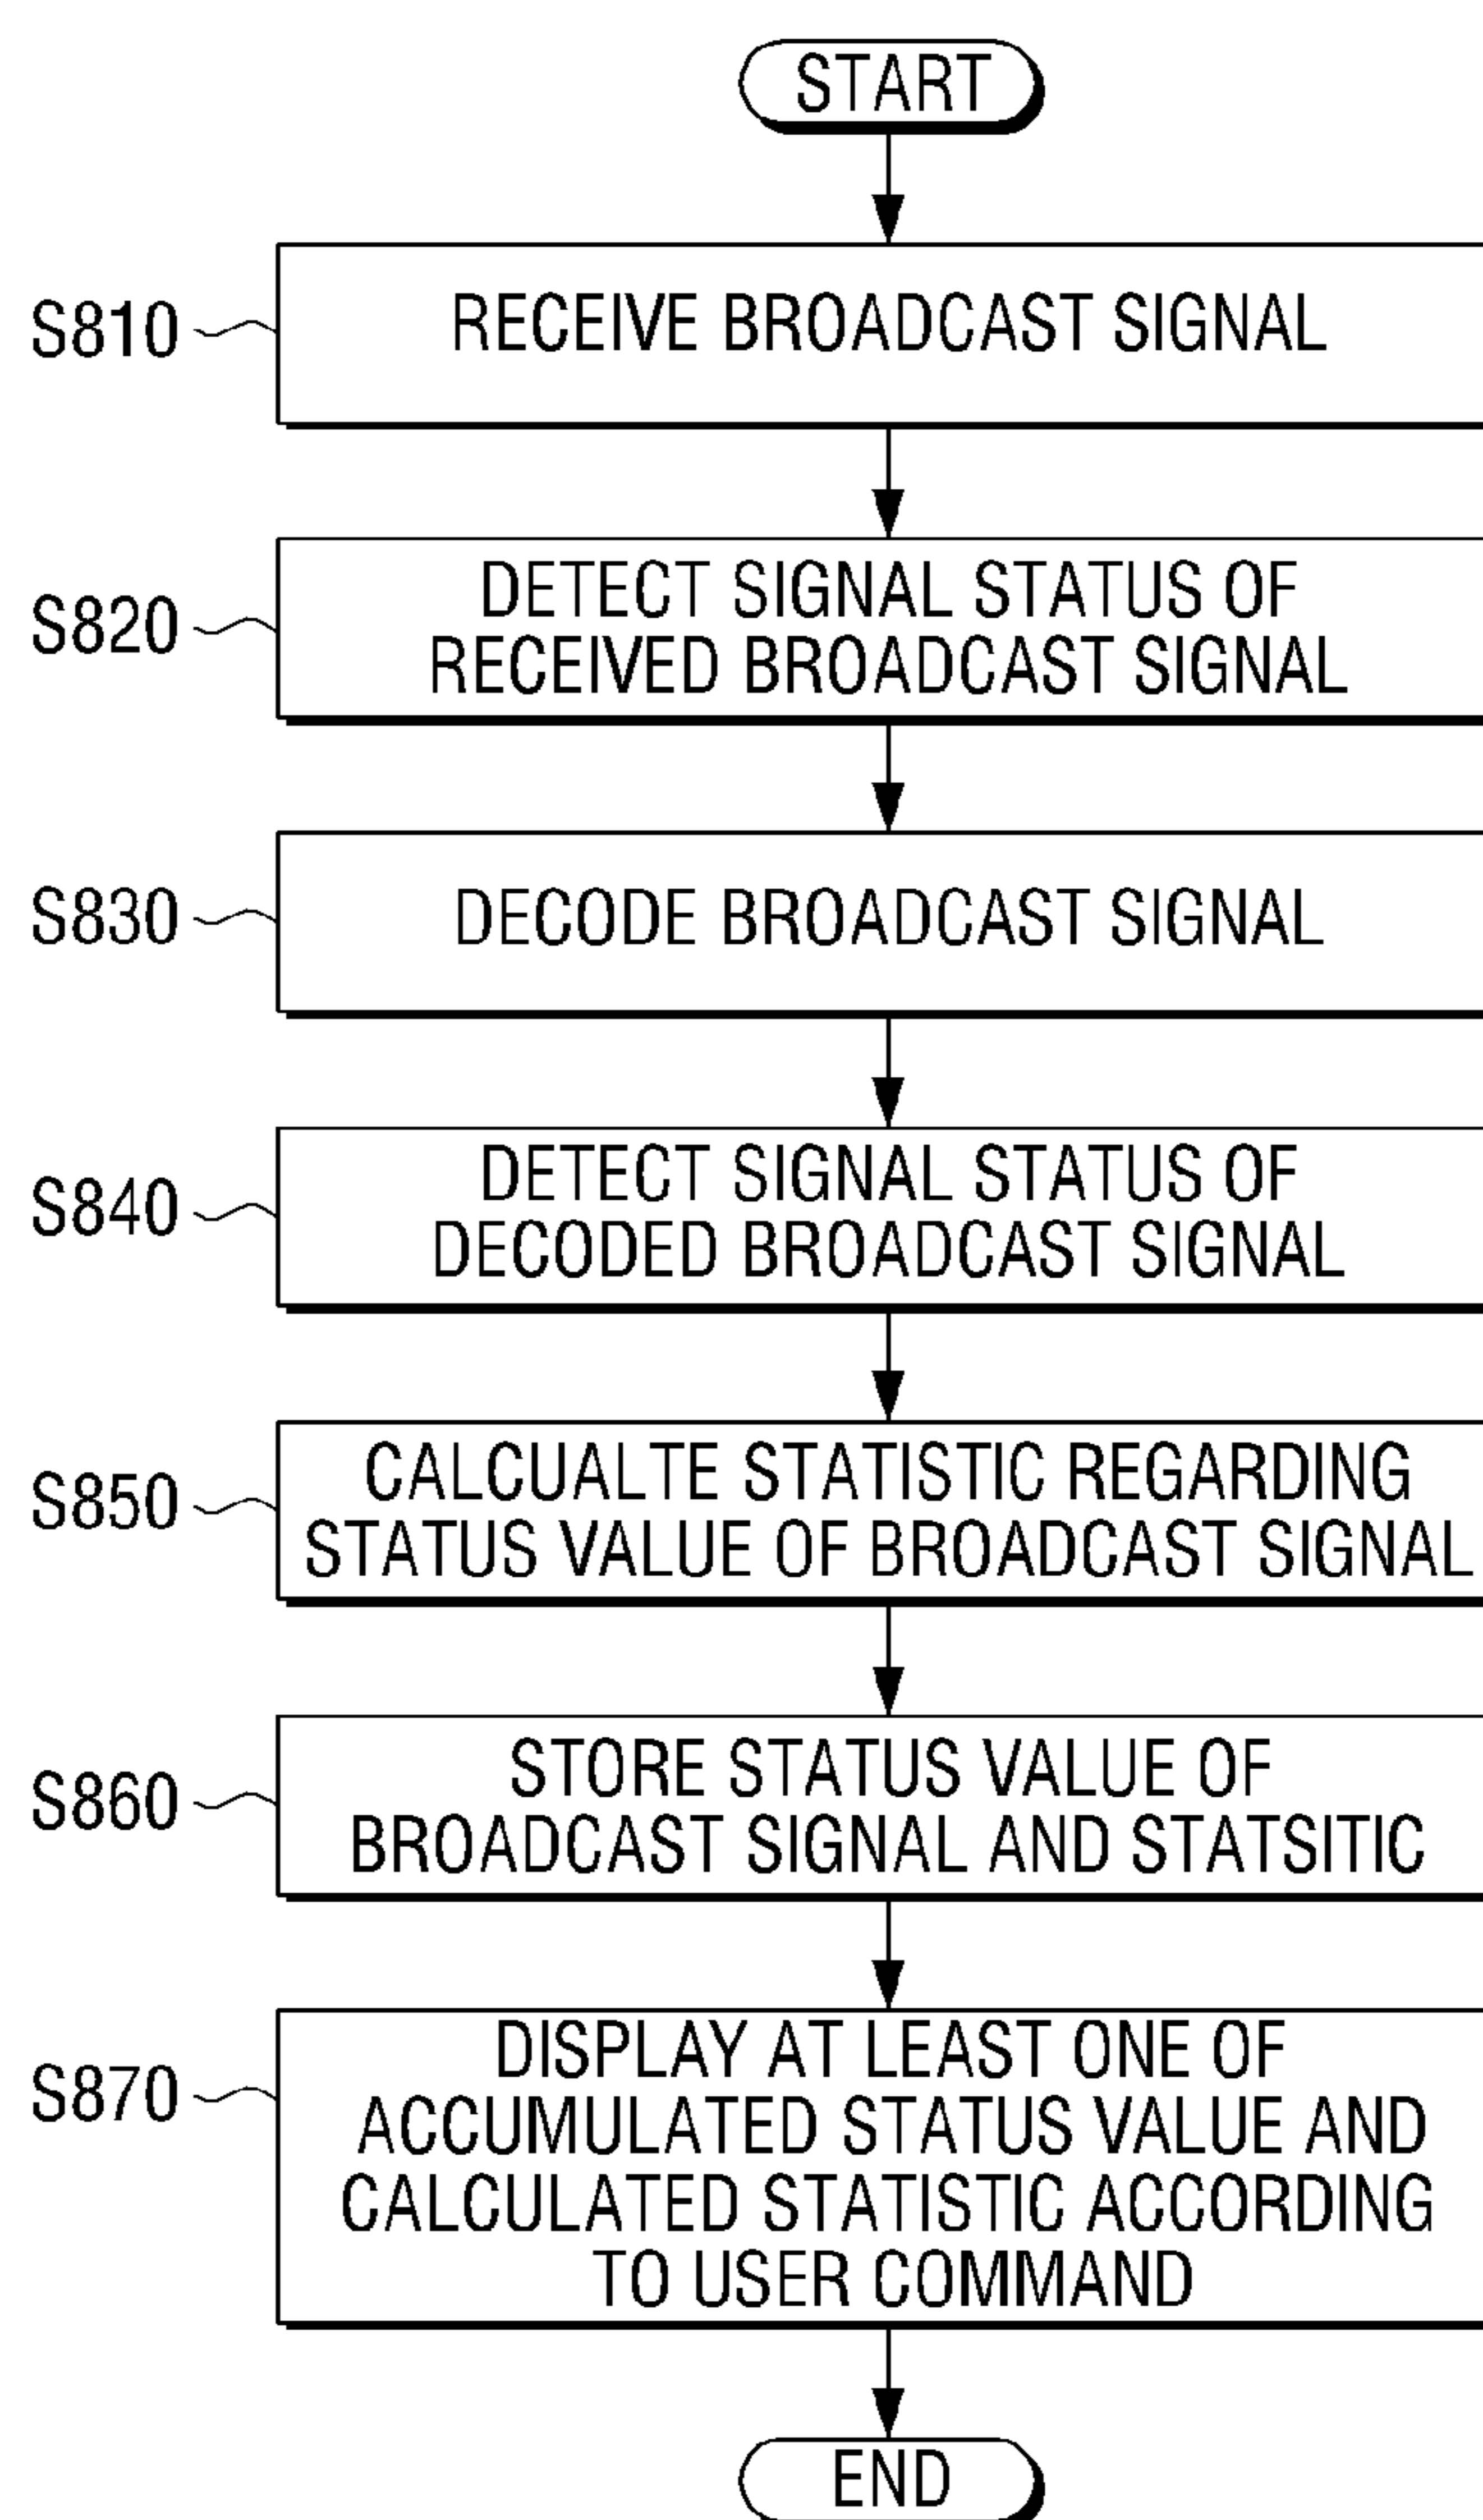 START
S810
RECEIVE BROADCAST SIGNAL
S820
DETECT SIGNAL STATUS OF
RECEIVED BROADCAST SIGNAL
S830
DECODE BROADCAST SIGNAL
S840
DETECT SIGNAL STATUS OF
DECODED BROADCAST SIGNAL
S850
CALCUALTE STATISTIC REGARDING
STATUS VALUE OF BROADCAST SIGNAL
S860
STORE STATUS VALUE OF
BROADCAST SIGNAL AND STATSITIC
S870
DISPLAY AT LEAST ONE OF
ACCUMULATED STATUS VALUE AND
CALCULATED STATISTIC ACCORDING
TO USER COMMAND
END